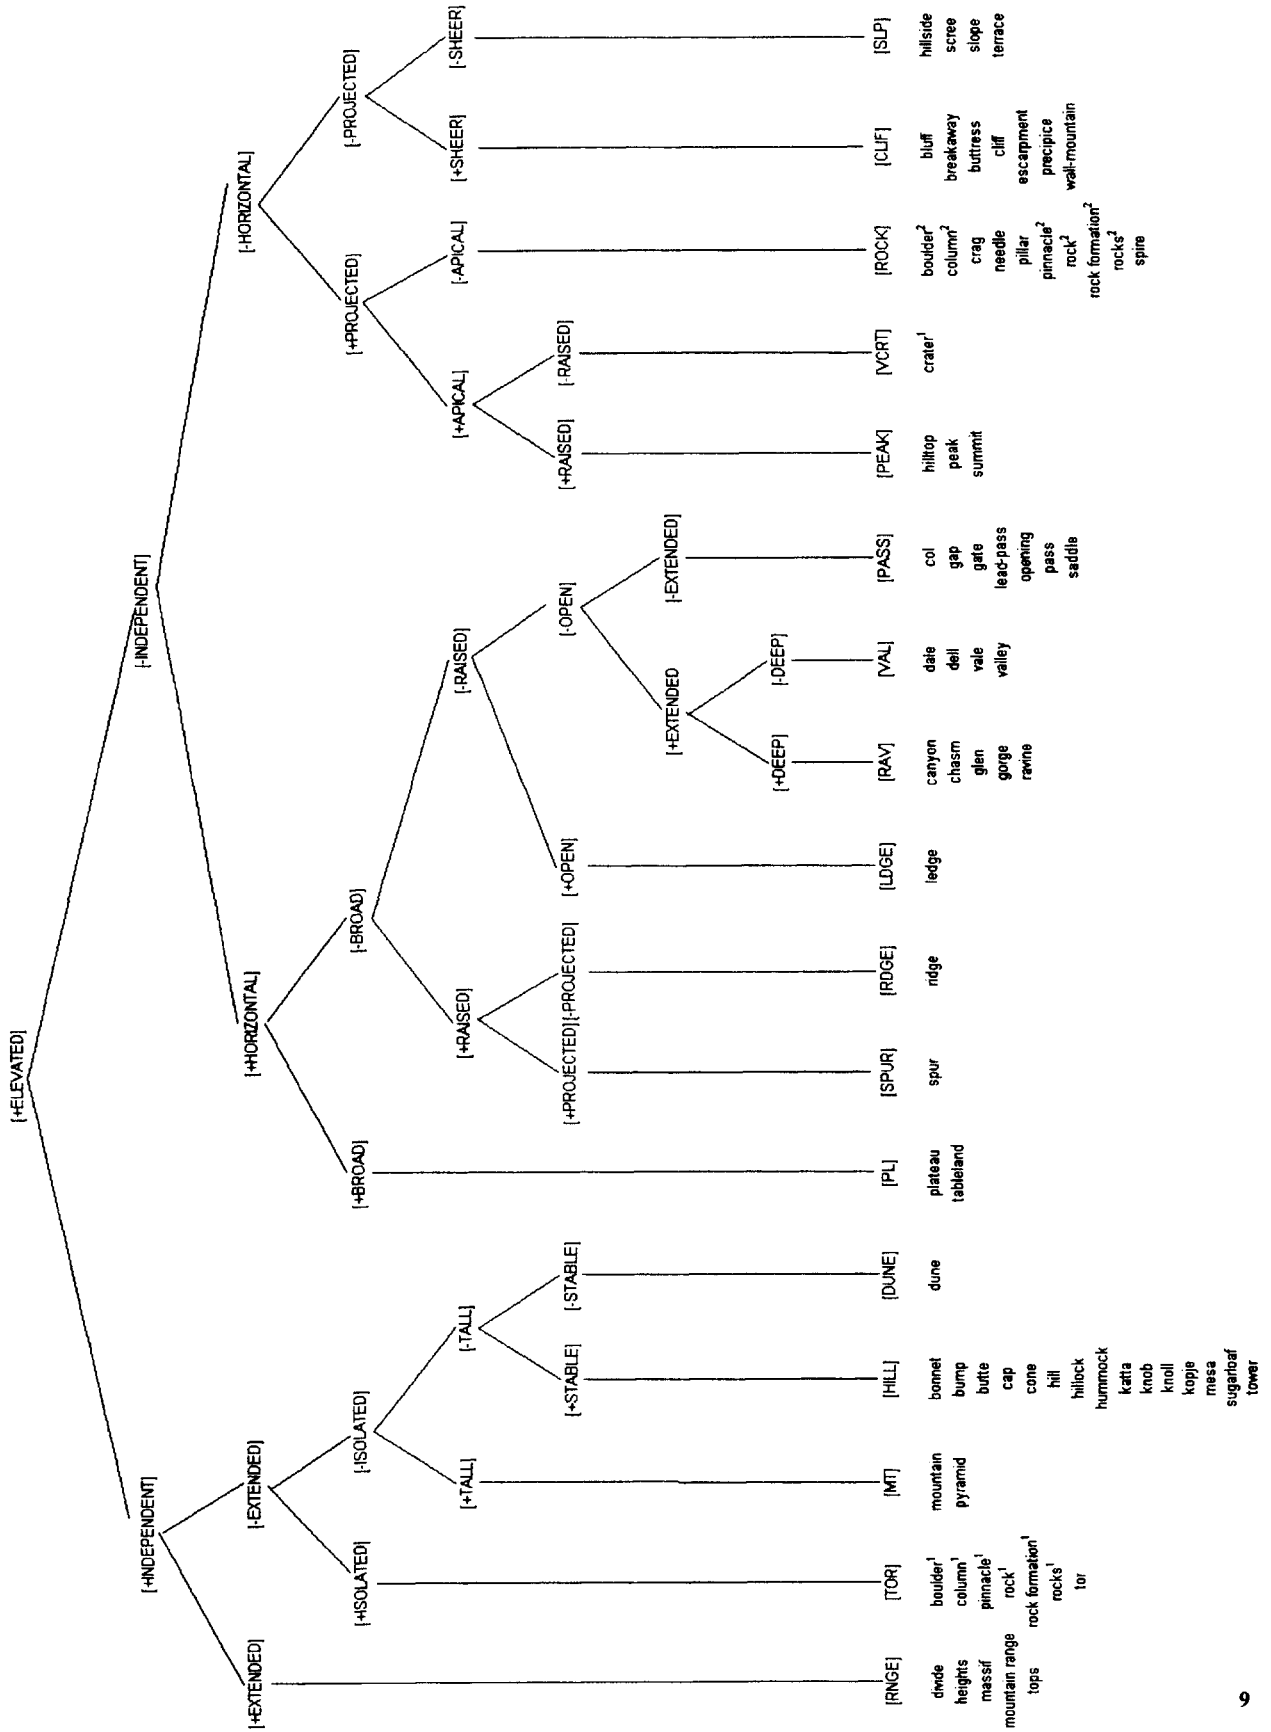 [+ELEVATED]
[+INDEPENDENT]
[-INDEPENDENT]
[+EXTENDED]
[-EXTENDED]
[+HORIZONTAL]
[-HORIZONTAL]
[+ISOLATED]
[-ISOLATED]
[+BROAD]
[-BROAD]
[+PROJECTED]
[-PROJECTED]
[+TALL]
[-TALL]
[+RAISED]
[-RAISED]
[+APICAL]
[-APICAL]
[+SHEER]
[-SHEER]
[+STABLE]
[-STABLE]
[+PROJECTED]
[-PROJECTED]
[+OPEN]
[-OPEN]
[+RAISED]
[-RAISED]
[+EXTENDED
[-EXTENDED]
[+DEEP]
[-DEEP]
[RNGE]
divide
heights
massif
mountain range
tops
[TOR]
boulder¹
column¹
pinnacle¹
rock¹
rock formation¹
rocks¹
tor
[MT]
mountain
pyramid
[HILL]
bonnet
bump
butte
cap
cone
hill
hillock
hummock
katta
knob
knoll
kopje
mesa
sugarloaf
tower
[DUNE]
dune
[PL]
plateau
tableland
[SPUR]
spur
[RDGE]
ridge
[LDGE]
ledge
[RAV]
canyon
chasm
glen
gorge
ravine
[VAL]
dale
dell
vale
valley
[PASS]
col
gap
gate
lead-pass
opening
pass
saddle
[PEAK]
hilltop
peak
summit
[VCRT]
crater¹
[ROCK]
boulder²
column²
crag
needle
pillar
pinnacle²
rock²
rock formation²
rocks²
spire
[CLIF]
bluff
breakaway
buttress
cliff
escarpment
precipice
wall-mountain
[SLP]
hillside
scree
slope
terrace
9